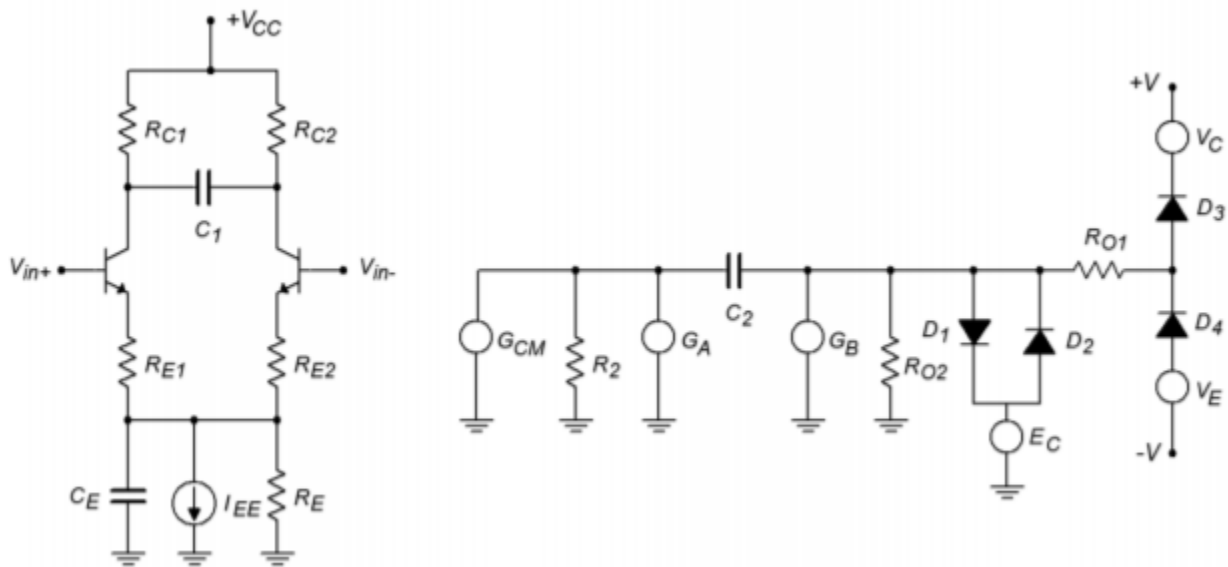 +VCC
RC1
RC2
C1
Vin+
Vin-
RE1
RE2
CE
IEE
RE
+V
VC
D3
RO1
C2
GCM
R2
GA
GB
RO2
D1
D2
D4
VE
EC
-V